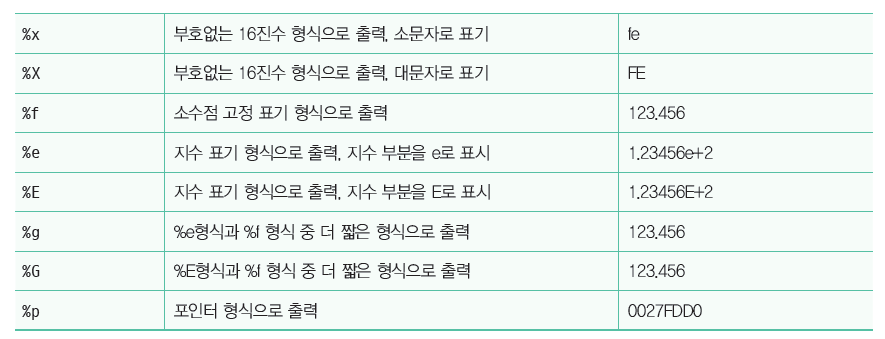 %x 부호없는 16진수 형식으로 출력, 소문자로 표기 fe
%X 부호없는 16진수 형식으로 출력, 대문자로 표기 FE
%f 소수점 고정 표기 형식으로 출력 123.456
%e 지수 표기 형식으로 출력, 지수 부분을 e로 표시 1.23456e+2
%E 지수 표기 형식으로 출력, 지수 부분을 E로 표시 1.23456E+2
%g %e형식과 %f 형식 중 더 짧은 형식으로 출력 123.456
%G %E형식과 %f 형식 중 더 짧은 형식으로 출력 123.456
%p 포인터 형식으로 출력 0027FDD0